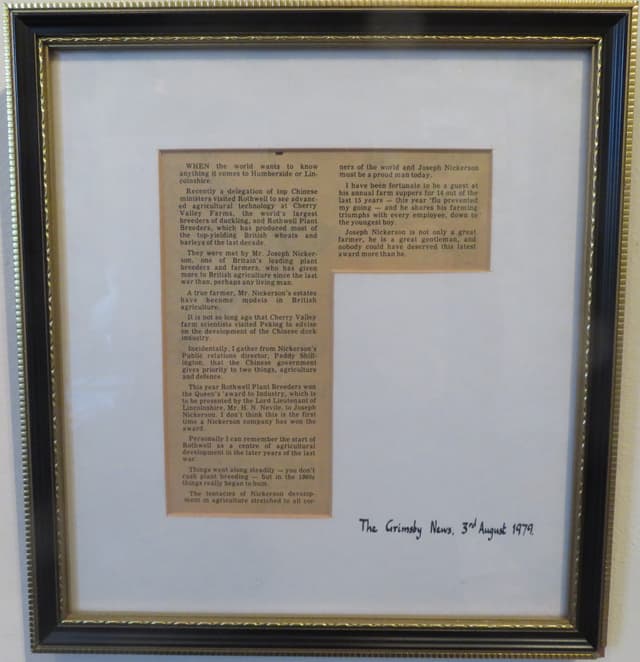 WHEN the world wants to know
anything it comes to Humberside or Lin-
colnshire.
Recently a delegation of top Chinese
ministers visited Rothwell to see advanc-
ed agricultural technology at Cherry
Valley Farms, the world's largest
breeders of duckling, and Rothwell Plant
Breeders, which has produced most of
the top-yielding British wheats and
barleys of the last decade.
They were met by Mr. Joseph Nicker-
son, one of Britain's leading plant
breeders and farmers, who has given
more to British agriculture since the last
war than, perhaps any living man.
A true farmer, Mr. Nickerson's estates
have become models in British
agriculture.
It is not so long ago that Cherry Valley
farm scientists visited Peking to advise
on the development of the Chinese duck
industry.
Incidentally, I gather from Nickerson's
Public relations director, Paddy Shill-
ington, that the Chinese government
gives priority to two things, agriculture
and defence.
This year Rothwell Plant Breeders won
the Queen's award to Industry, which is
to be presented by the Lord Lieutenant of
Lincolnshire, Mr. H. N. Nevile, to Joseph
Nickerson. I don't think this is the first
time a Nickerson company has won the
award.
Personally I can remember the start of
Rothwell as a centre of agricultural
development in the later years of the last
war.
Things went along steadily — you don't
rush plant breeding — but in the 1960s
things really began to hum.
The tentacles of Nickerson develop-
ment in agriculture stretched to all cor-
ners of the world and Joseph Nickerson
must be a proud man today.
I have been fortunate to be a guest at
his annual farm suppers for 14 out of the
last 15 years — this year 'flu prevented
my going — and he shares his farming
triumphs with every employee, down to
the youngest boy.
Joseph Nickerson is not only a great
farmer, he is a great gentleman, and
nobody could have deserved this latest
award more than he.
The Grimsby News, 3rd August 1979.